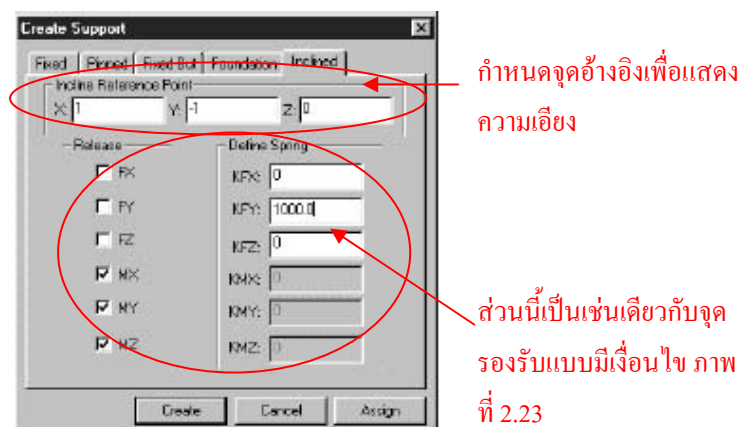 Create Support
Fixed Pinned Fixed But Foundation Inclined
Incline Reference Point
X: 1 Y: -1 Z: 0
Release Define Spring
FX KFX: 0
FY KFY: 1000.0
FZ KFZ: 0
MX KMX: 0
MY KMY: 0
MZ KMZ: 0
Create Cancel Assign
กำหนดจุดอ้างอิงเพื่อแสดง
ความเอียง
ส่วนนี้เป็นเช่นเดียวกับจุด
รองรับแบบมีเงื่อนไข ภาพ
ที่ 2.23